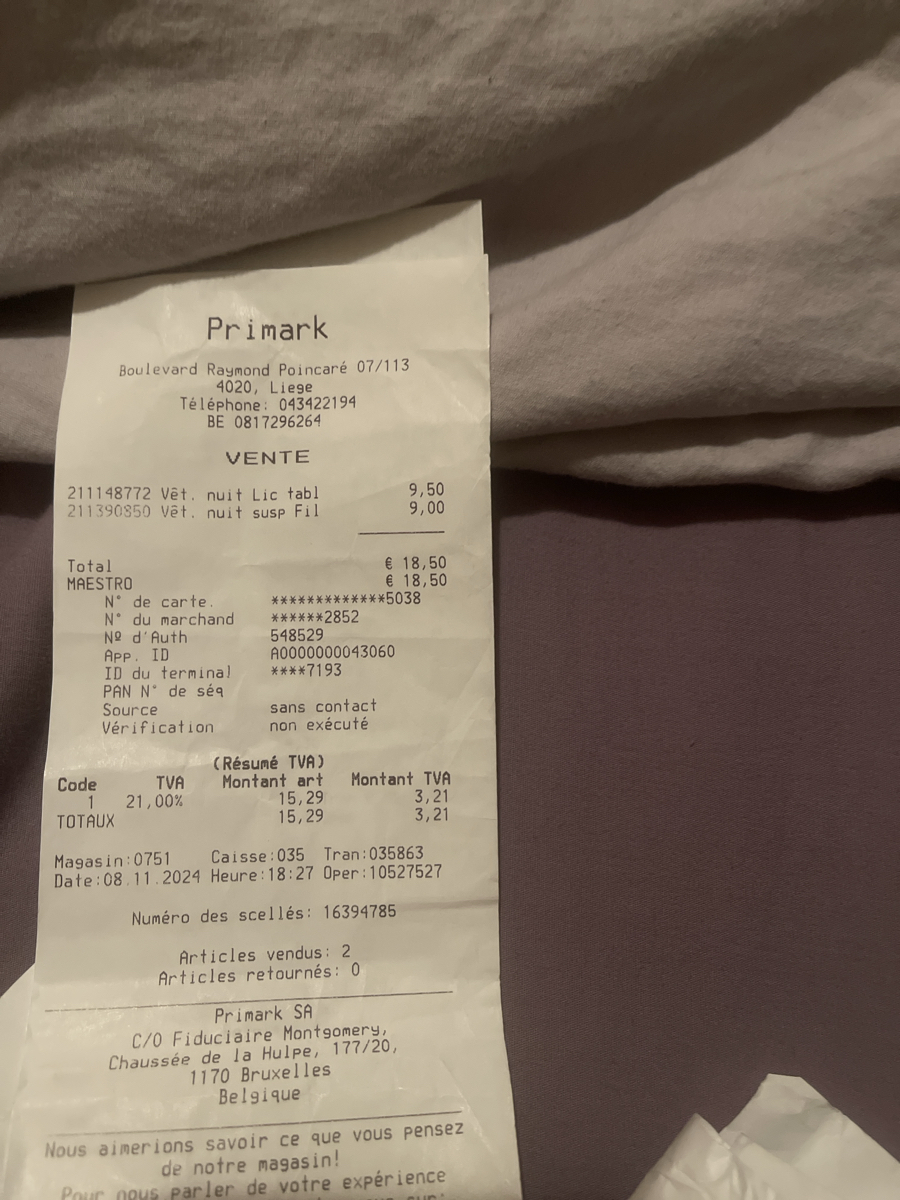 Primark
Boulevard Raymond Poincaré 07/113
4020, Liege
Téléphone: 043422194
BE 0817296264
VENTE
211148772 Vêt. nuit Lic tabl 9,50
211390850 Vêt. nuit susp Fil 9,00
Total € 18,50
MAESTRO € 18,50
N° de carte. *************5038
N° du marchand ******2852
Nº d'Auth 548529
App. ID A0000000043060
ID du terminal ****7193
PAN N° de séq
Source sans contact
Vérification non exécuté
(Résumé TVA)
Code TVA Montant art Montant TVA
1 21,00% 15,29 3,21
TOTAUX 15,29 3,21
Magasin:0751 Caisse:035 Tran:035863
Date:08.11.2024 Heure:18:27 Oper:10527527
Numéro des scellés: 16394785
Articles vendus: 2
Articles retournés: 0
Primark SA
C/O Fiduciaire Montgomery,
Chaussée de la Hulpe, 177/20,
1170 Bruxelles
Belgique
Nous aimerions savoir ce que vous pensez
de notre magasin!
Pour nous parler de votre expérience